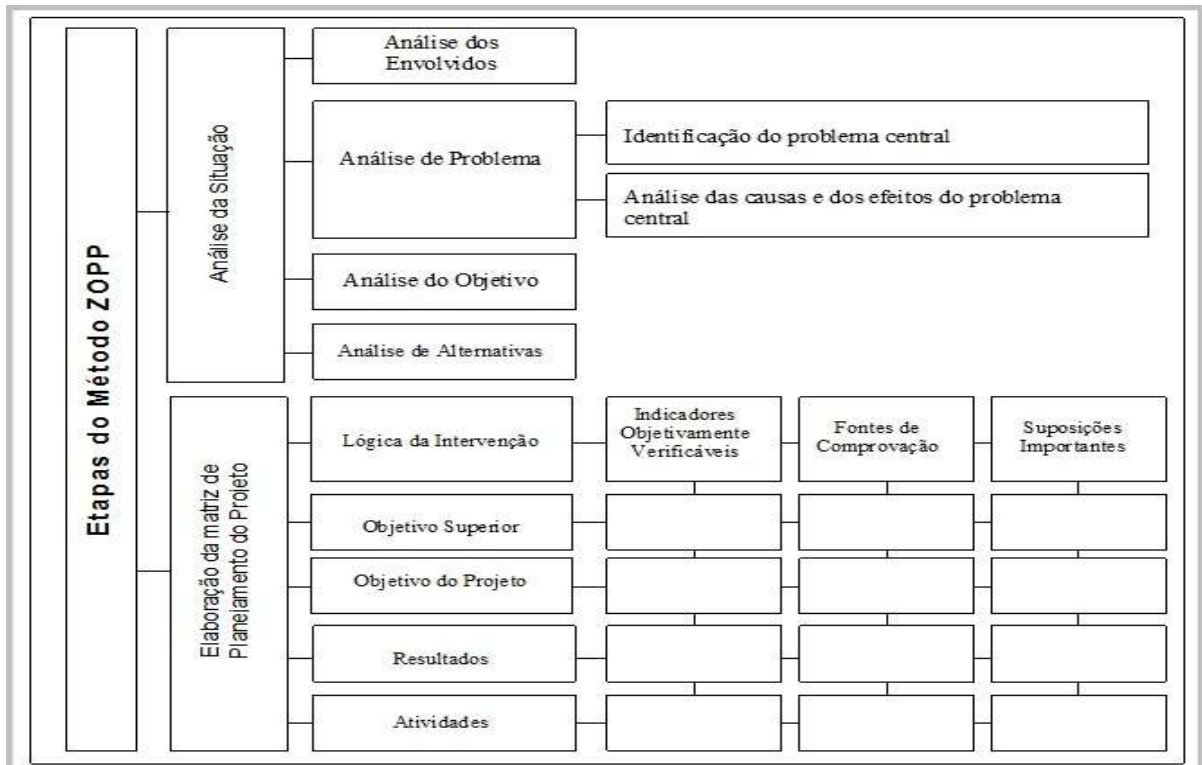 Etapas do Método ZOPP
Análise da Situação
Análise dos
Envolvidos
Análise de Problema
Identificação do problema central
Análise das causas e dos efeitos do problema
central
Análise do Objetivo
Análise de Alternativas
Elaboração da matriz de
Planejamento do Projeto
Lógica da Intervenção
Indicadores
Objetivamente
Verificáveis
Fontes de
Comprovação
Suposições
Importantes
Objetivo Superior
Objetivo do Projeto
Resultados
Atividades